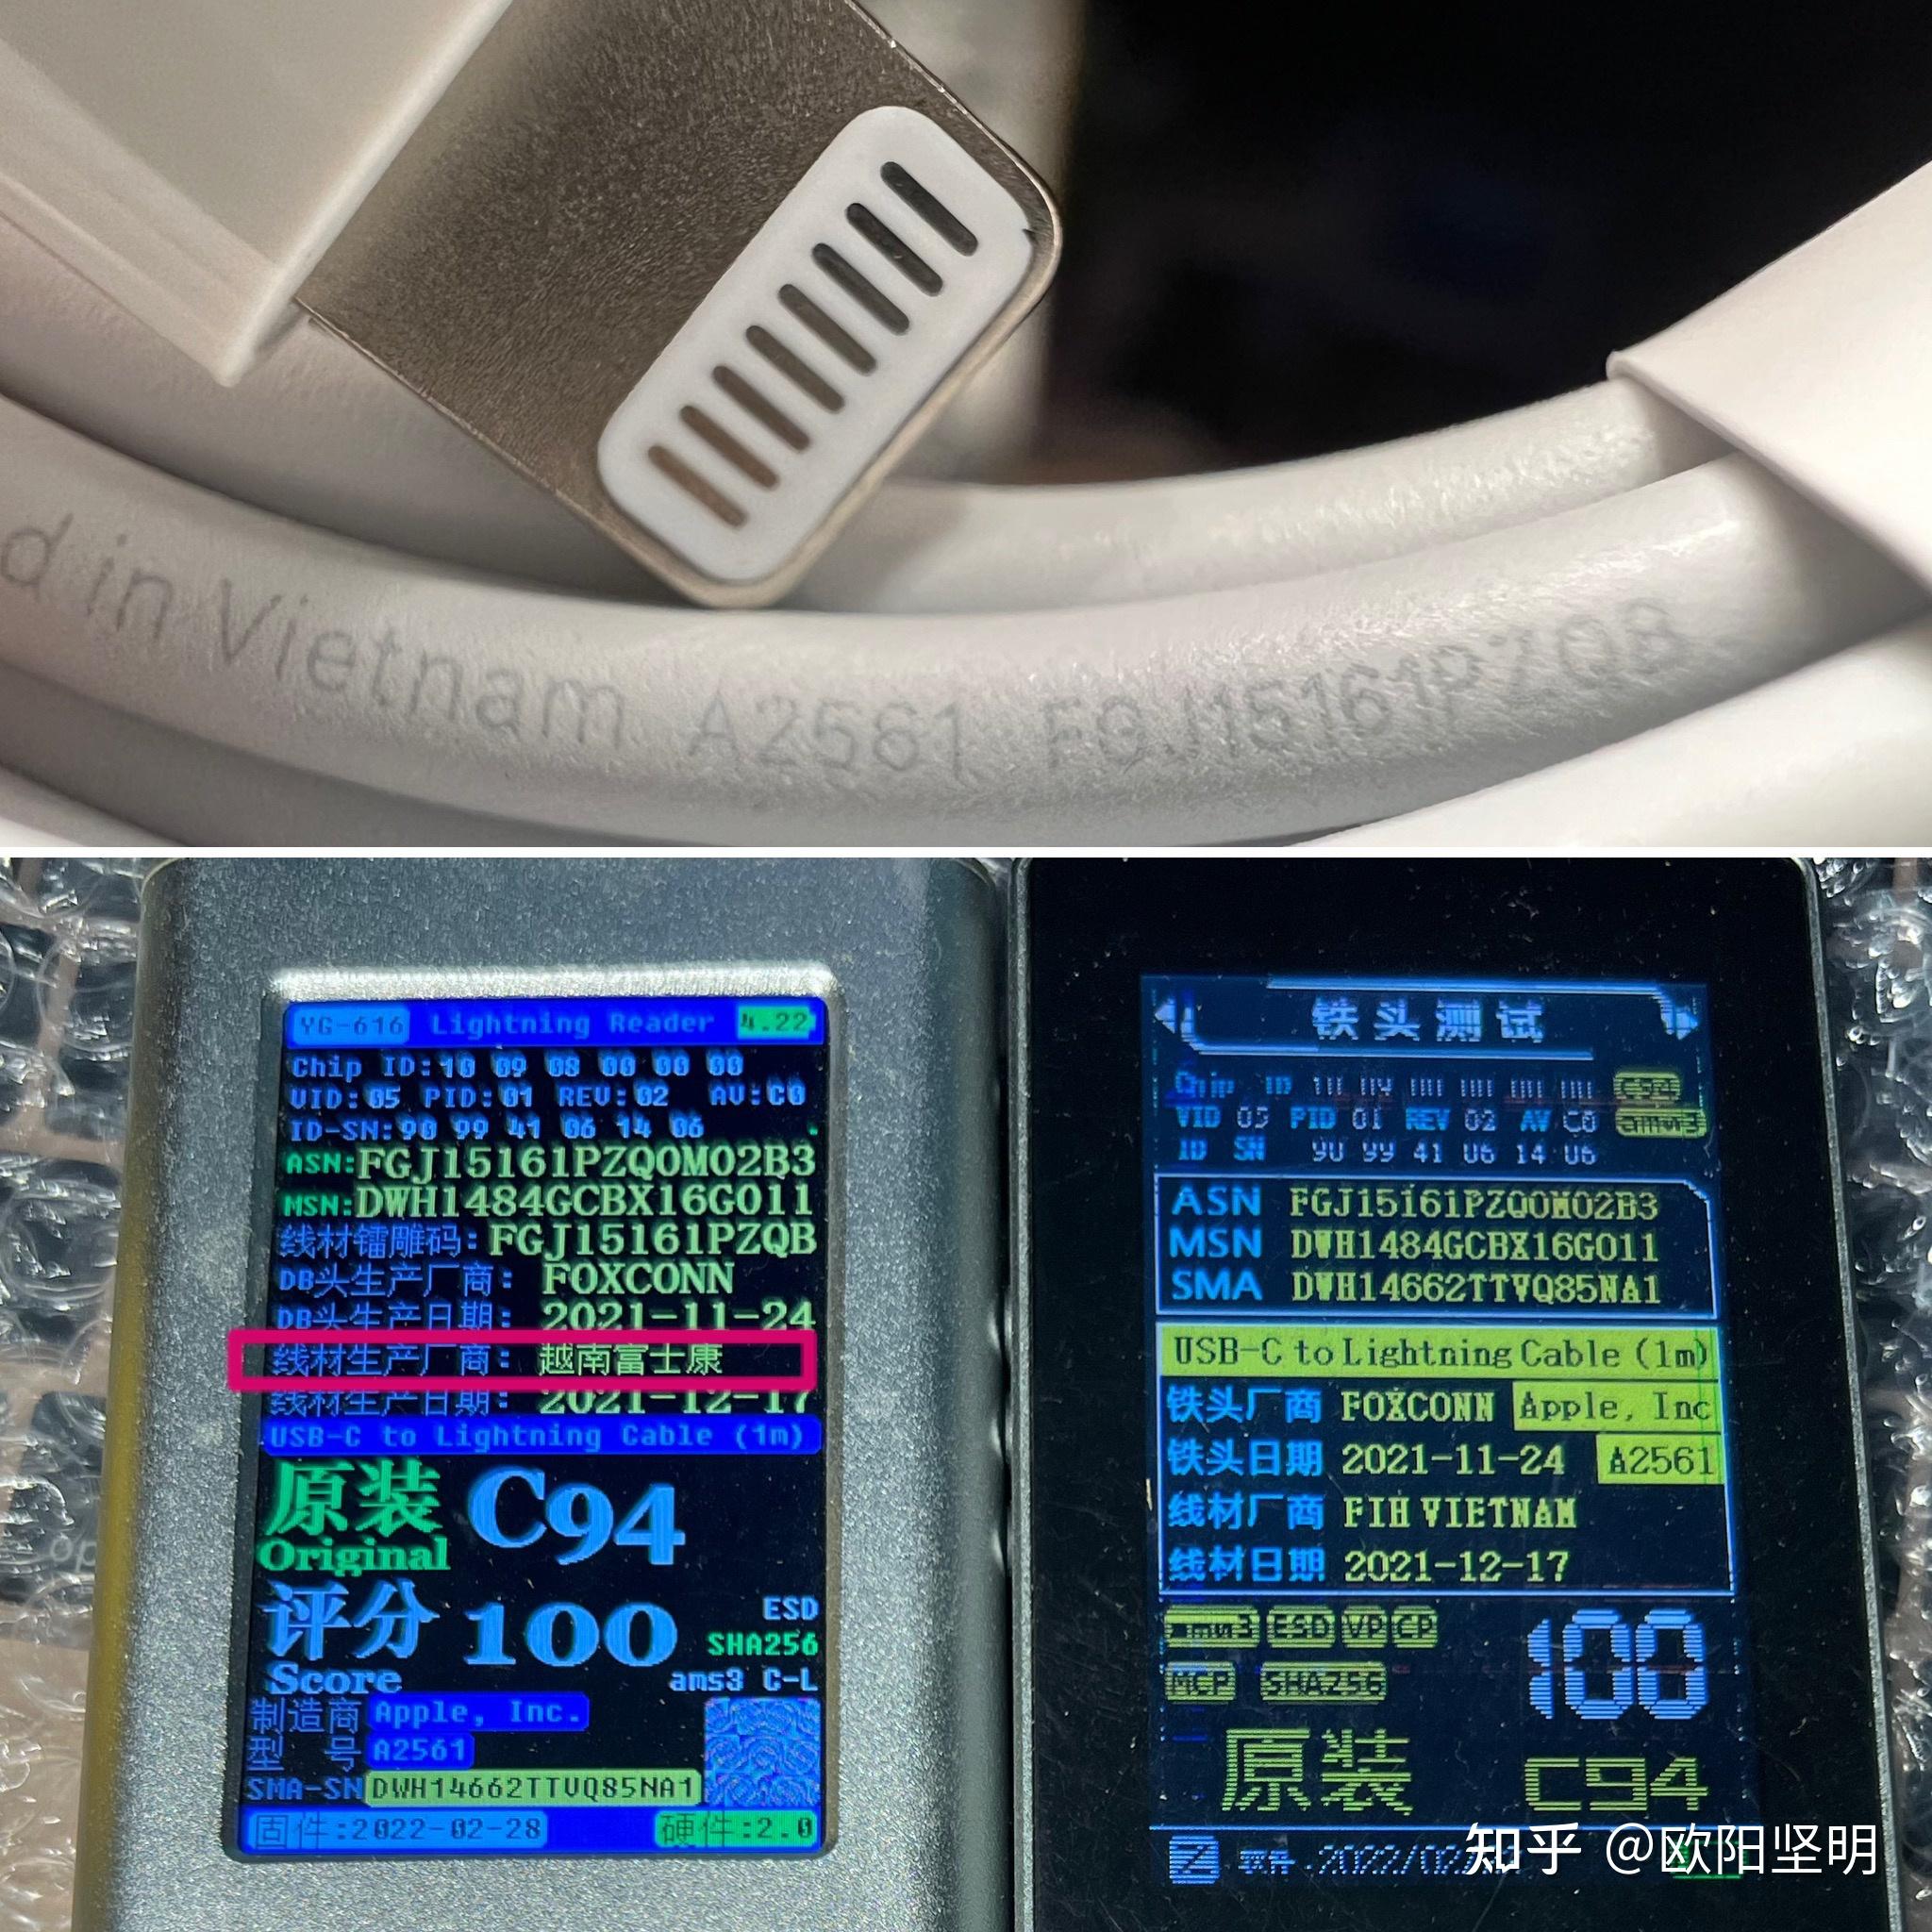 d in Vietnam A2561 FGJ15161PZQB
YG-616 Lightning Reader 4.22
Chip ID:10 09 08 00 00 00
VID:05 PID:01 REV:02 AV:C0
ID-SN:90 99 41 06 14 06
ASN:FGJ15161PZQ0M02B3
MSN:DWH1484GCBX16G011
线材镭雕码:FGJ15161PZQB
DB头生产厂商: FOXCONN
DB头生产日期: 2021-11-24
线材生产厂商: 越南富士康
线材生产日期: 2021-12-17
USB-C to Lightning Cable (1m)
原装 C94
Original
评分 100 ESD
SHA256
Score ams3 C-L
制造商 Apple, Inc.
型 号 A2561
SMA-SN DWH14662TTVQ85NA1
固件:2022-02-28 硬件:2.0
铁头测试
Chip ID
VID 05 PID 01 REV 02 AV C0
ID SN 90 99 41 06 14 06
ASN FGJ15161PZQ0M02B3
MSN DWH1484GCBX16G011
SMA DWH14662TTVQ85NA1
USB-C to Lightning Cable (1m)
铁头厂商 FOXCONN Apple, Inc
铁头日期 2021-11-24 A2561
线材厂商 FIH VIETNAM
线材日期 2021-12-17
ESD VP CP
MCP SHA256
100
原装 C94
知乎 @欧阳坚明